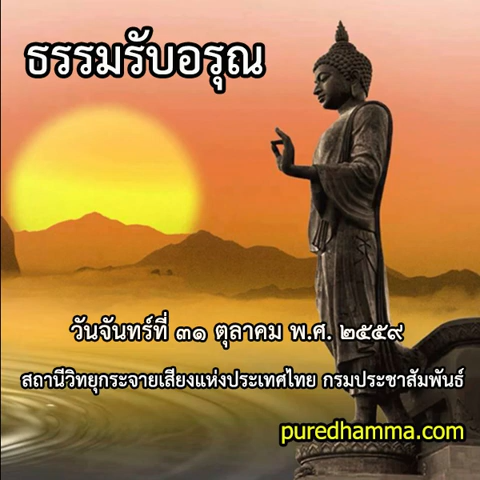 ธรรมรับอรุณ
วันจันทร์ที่ ๓๑ ตุลาคม พ.ศ. ๒๕๕๙
สถานีวิทยุกระจายเสียงแห่งประเทศไทย กรมประชาสัมพันธ์
puredhamma.com